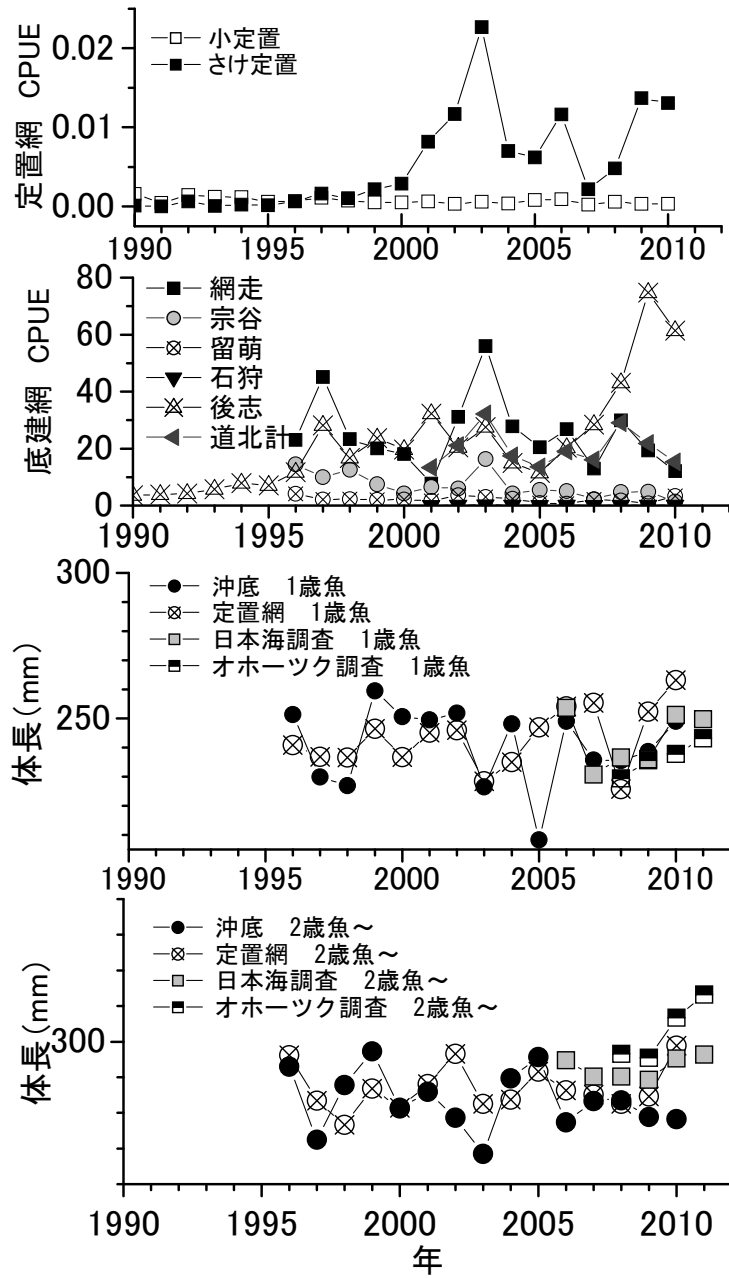 定置網 CPUE
小定置
さけ定置
0.02
0.01
0.00
1990 1995 2000 2005 2010
底建網 CPUE
網走
宗谷
留萌
石狩
後志
道北計
80
60
40
20
0
1990 1995 2000 2005 2010
体長(mm)
沖底 1歳魚
定置網 1歳魚
日本海調査 1歳魚
オホーツク調査 1歳魚
300
250
1990 1995 2000 2005 2010
体長(mm)
沖底 2歳魚～
定置網 2歳魚～
日本海調査 2歳魚～
オホーツク調査 2歳魚～
300
1990 1995 2000 2005 2010
年